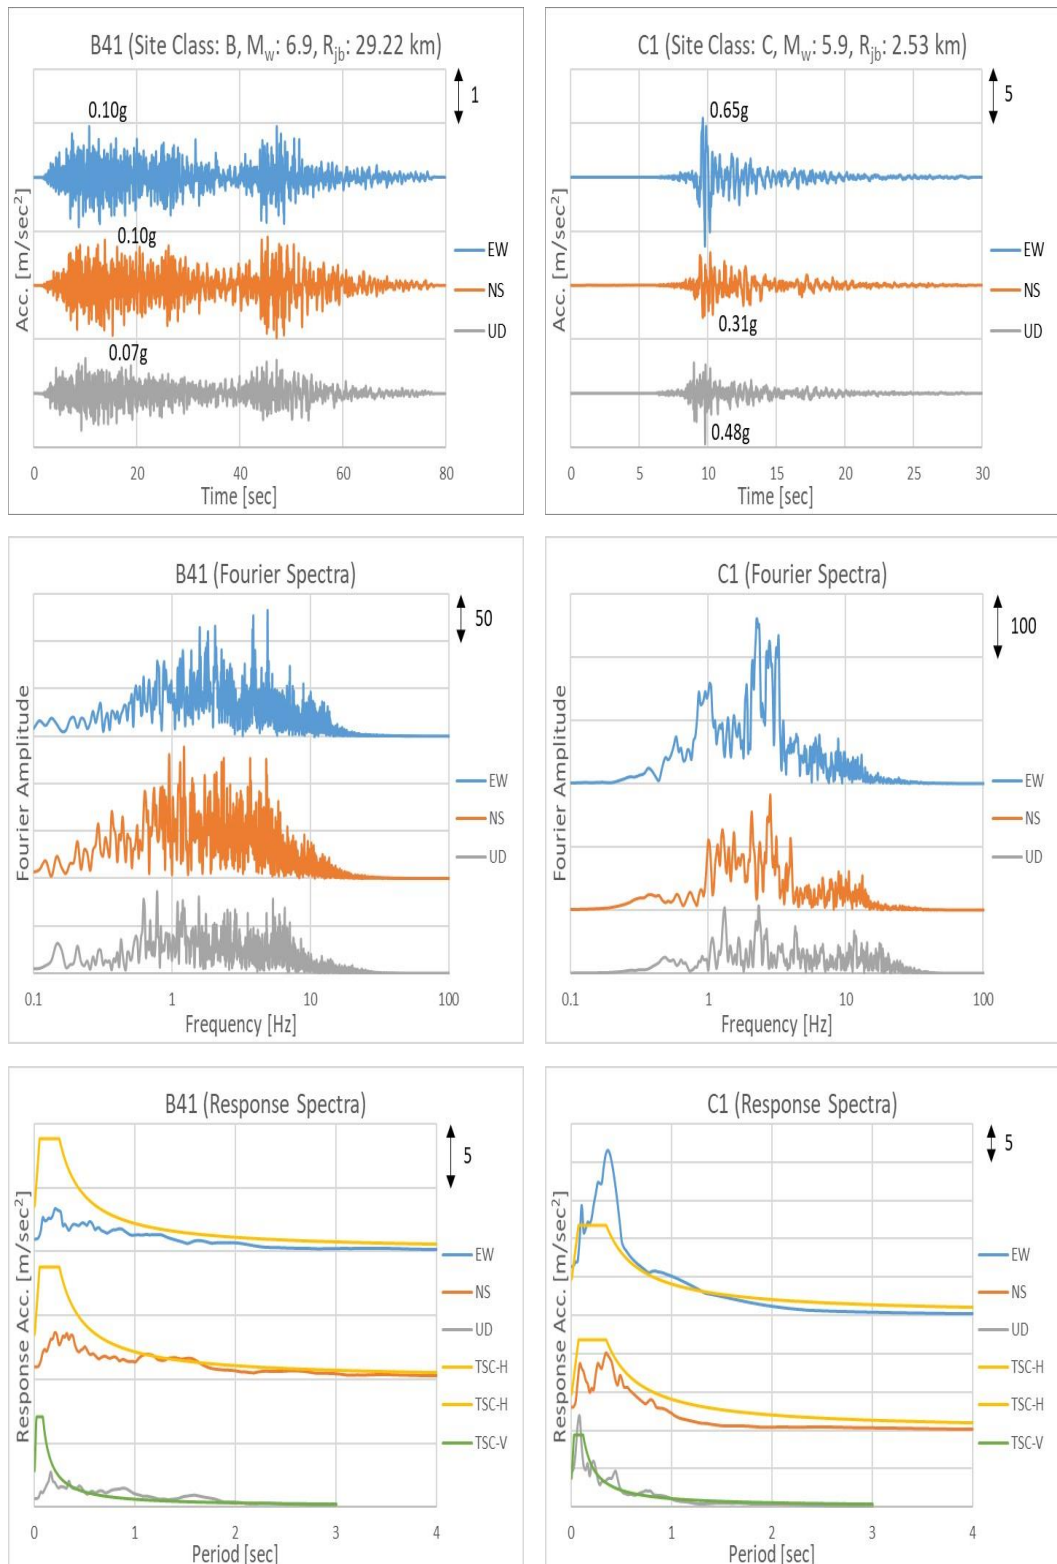 B41 (Site Class: B, Mw: 6.9, Rjb: 29.22 km)
1
0.10g
0.10g
0.07g
Acc. [m/sec²]
EW
NS
UD
0 20 40 60 80
Time [sec]
C1 (Site Class: C, Mw: 5.9, Rjb: 2.53 km)
5
0.65g
0.31g
0.48g
Acc. [m/sec²]
EW
NS
UD
0 5 10 15 20 25 30
Time [sec]
B41 (Fourier Spectra)
50
Fourier Amplitude
EW
NS
UD
0.1 1 10 100
Frequency [Hz]
C1 (Fourier Spectra)
100
Fourier Amplitude
EW
NS
UD
0.1 1 10 100
Frequency [Hz]
B41 (Response Spectra)
5
Response Acc. [m/sec²]
EW
NS
UD
TSC-H
TSC-H
TSC-V
0 1 2 3 4
Period [sec]
C1 (Response Spectra)
5
Response Acc. [m/sec²]
EW
NS
UD
TSC-H
TSC-H
TSC-V
0 1 2 3 4
Period [sec]